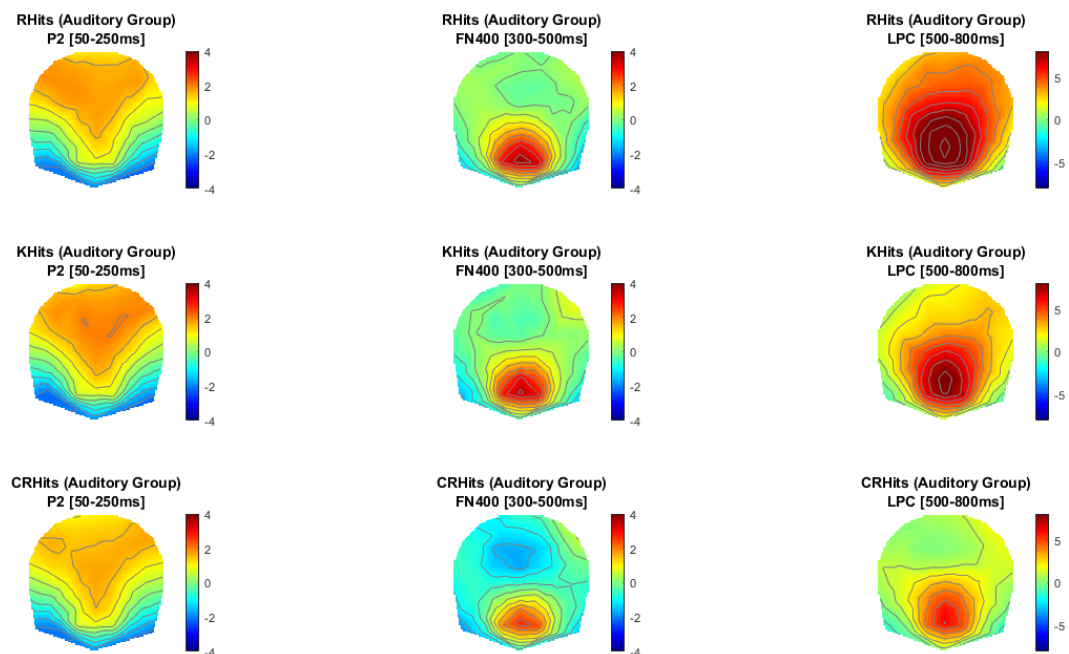 RHits (Auditory Group)
P2 [50-250ms]
4
2
0
-2
-4
RHits (Auditory Group)
FN400 [300-500ms]
4
2
0
-2
-4
RHits (Auditory Group)
LPC [500-800ms]
5
0
-5
KHits (Auditory Group)
P2 [50-250ms]
4
2
0
-2
-4
KHits (Auditory Group)
FN400 [300-500ms]
4
2
0
-2
-4
KHits (Auditory Group)
LPC [500-800ms]
5
0
-5
CRHits (Auditory Group)
P2 [50-250ms]
4
2
0
-2
-4
CRHits (Auditory Group)
FN400 [300-500ms]
4
2
0
-2
-4
CRHits (Auditory Group)
LPC [500-800ms]
5
0
-5